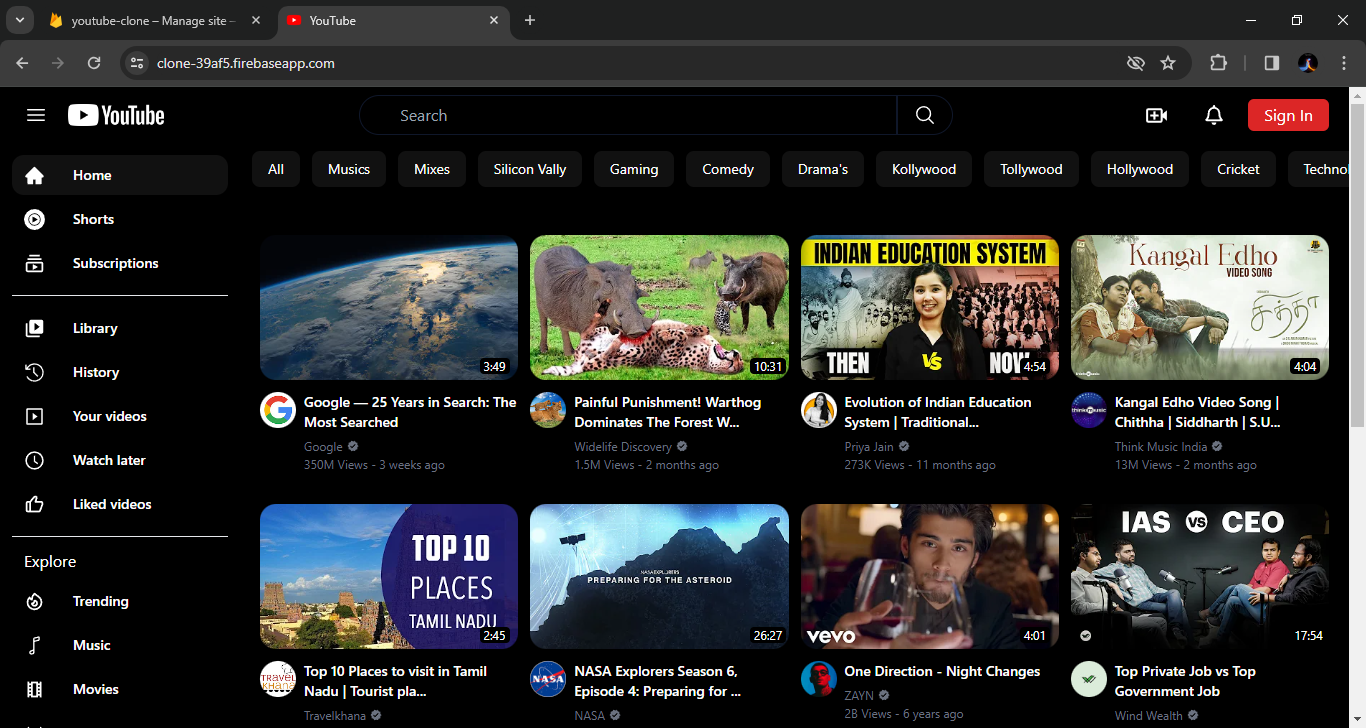 youtube-clone – Manage site –
YouTube
clone-39af5.firebaseapp.com
YouTube
Search
Sign In
Home
Shorts
Subscriptions
Library
History
Your videos
Watch later
Liked videos
Explore
Trending
Music
Movies
All
Musics
Mixes
Silicon Vally
Gaming
Comedy
Drama's
Kollywood
Tollywood
Hollywood
Cricket
Technol
3:49
Google — 25 Years in Search: The
Most Searched
Google
350M Views - 3 weeks ago
10:31
Painful Punishment! Warthog
Dominates The Forest W...
Widelife Discovery
1.5M Views - 2 months ago
INDIAN EDUCATION SYSTEM
THEN
VS
NOW
4:54
Evolution of Indian Education
System | Traditional...
Priya Jain
273K Views - 11 months ago
Kangal Edho
VIDEO SONG
சித்தா
4:04
think music
Kangal Edho Video Song |
Chithha | Siddharth | S.U...
Think Music India
13M Views - 2 months ago
TOP 10
PLACES
TAMIL NADU
2:45
TRAVEL
KHANA
Top 10 Places to visit in Tamil
Nadu | Tourist pla...
Travelkhana
NASA EXPLORERS
PREPARING FOR THE ASTEROID
26:27
NASA
NASA Explorers Season 6,
Episode 4: Preparing for ...
NASA
vevo
4:01
One Direction - Night Changes
ZAYN
2B Views - 6 years ago
IAS VS CEO
17:54
Top Private Job vs Top
Government Job
Wind Wealth